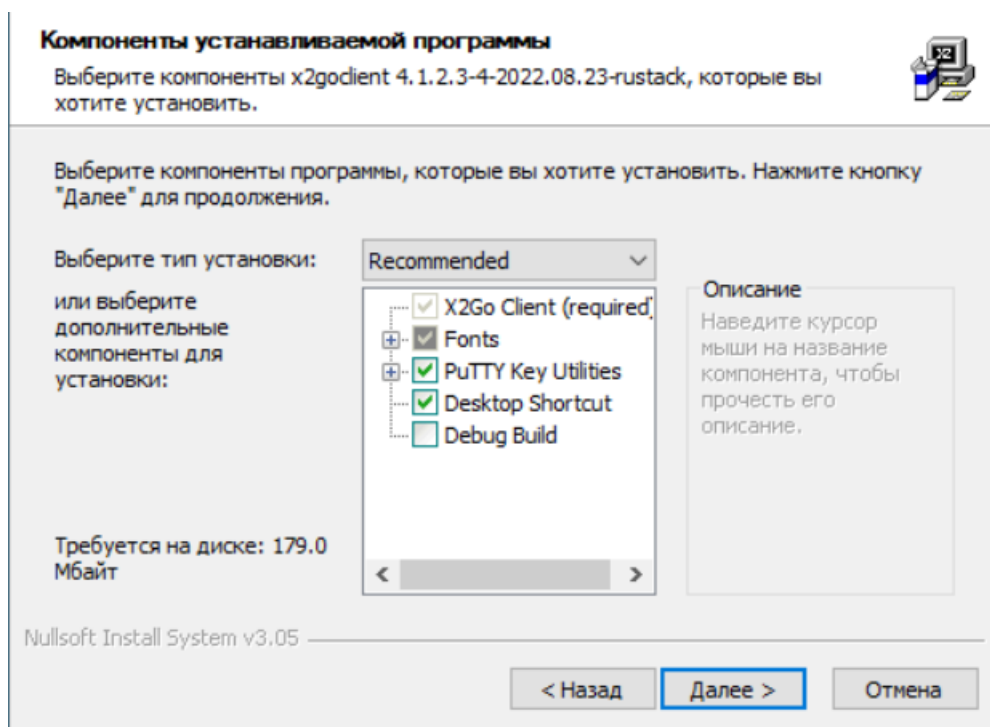 Компоненты устанавливаемой программы
Выберите компоненты x2goclient 4.1.2.3-4-2022.08.23-rustack, которые вы
хотите установить.
Выберите компоненты программы, которые вы хотите установить. Нажмите кнопку
"Далее" для продолжения.
Выберите тип установки:
Recommended
или выберите
дополнительные
компоненты для
установки:
X2Go Client (required)
Fonts
PuTTY Key Utilities
Desktop Shortcut
Debug Build
Описание
Наведите курсор
мыши на название
компонента, чтобы
прочесть его
описание.
Требуется на диске: 179.0
Мбайт
Nullsoft Install System v3.05
< Назад
Далее >
Отмена